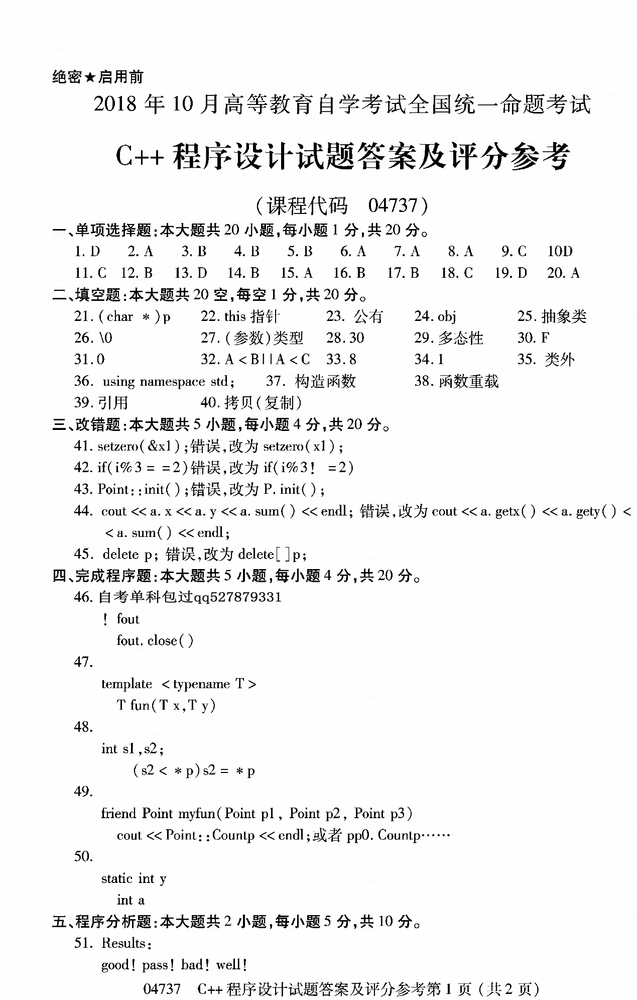 绝密★启用前
2018 年 10 月高等教育自学考试全国统一命题考试
C++ 程序设计试题答案及评分参考
(课程代码 04737)
一、单项选择题:本大题共 20 小题,每小题 1 分,共 20 分。
1. D 2. A 3. B 4. B 5. B 6. A 7. A 8. A 9. C 10D
11. C 12. B 13. D 14. B 15. A 16. B 17. B 18. C 19. D 20. A
二、填空题:本大题共 20 空,每空 1 分,共 20 分。
21. (char *)p 22. this 指针 23. 公有 24. obj 25. 抽象类
26. \0 27. (参数)类型 28. 30 29. 多态性 30. F
31. 0 32. A<B||A<C 33. 8 34. 1 35. 类外
36. using namespace std; 37. 构造函数 38. 函数重载
39. 引用 40. 拷贝(复制)
三、改错题:本大题共 5 小题,每小题 4 分,共 20 分。
41. setzero(&x1);错误,改为 setzero(x1);
42. if(i%3= =2)错误,改为 if(i%3! =2)
43. Point::init();错误,改为 P. init();
44. cout<<a. x<<a. y<<a. sum()<<endl; 错误,改为 cout<<a. getx()<<a. gety()<
<a. sum()<<endl;
45. delete p; 错误,改为 delete[ ]p;
四、完成程序题:本大题共 5 小题,每小题 4 分,共 20 分。
46. 自考单科包过qq527879331
! fout
fout. close()
47.
template <typename T>
T fun(T x,T y)
48.
int s1,s2;
(s2< *p)s2= *p
49.
friend Point myfun(Point p1, Point p2, Point p3)
cout<<Point::Countp<<endl;或者 pp0. Countp……
50.
static int y
int a
五、程序分析题:本大题共 2 小题,每小题 5 分,共 10 分。
51. Results:
good! pass! bad! well!
04737 C++程序设计试题答案及评分参考第 1 页 (共 2 页)